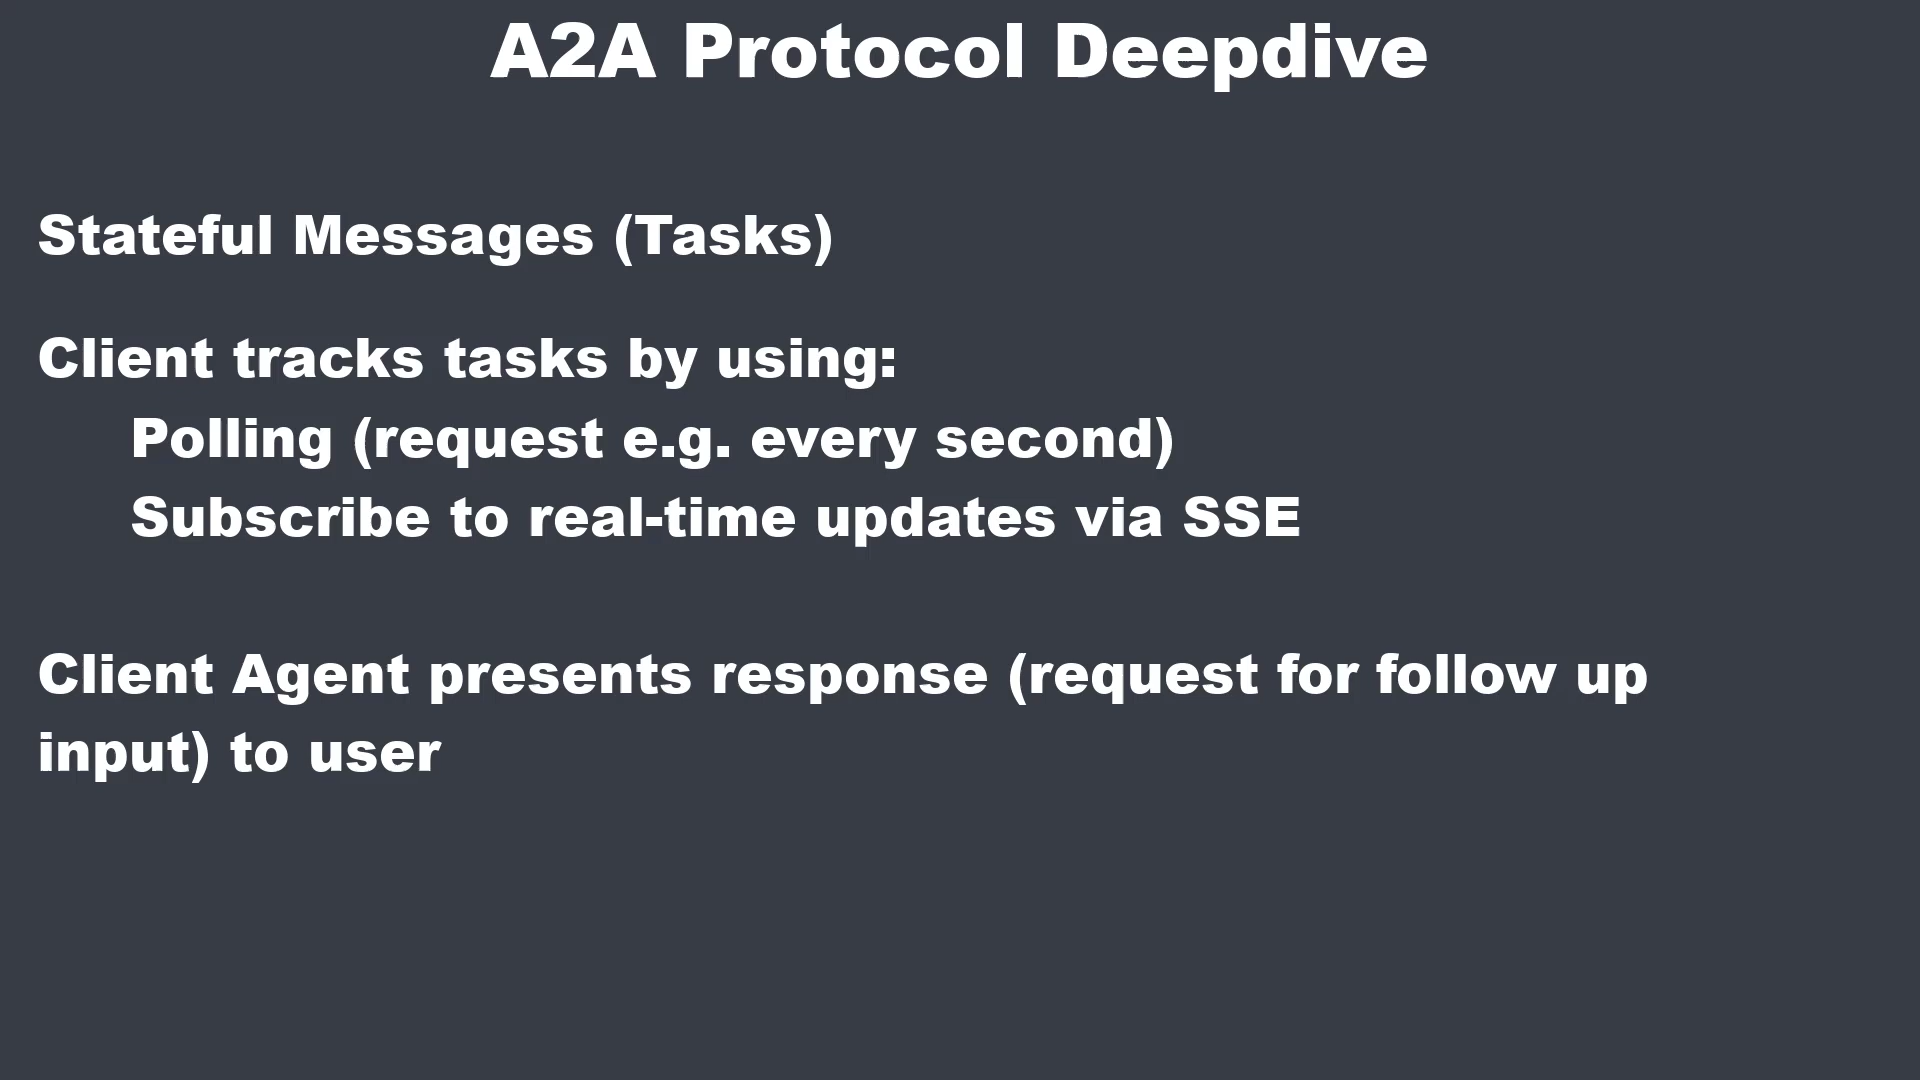 A2A Protocol Deepdive
Stateful Messages (Tasks)
Client tracks tasks by using:
Polling (request e.g. every second)
Subscribe to real-time updates via SSE
Client Agent presents response (request for follow up
input) to user